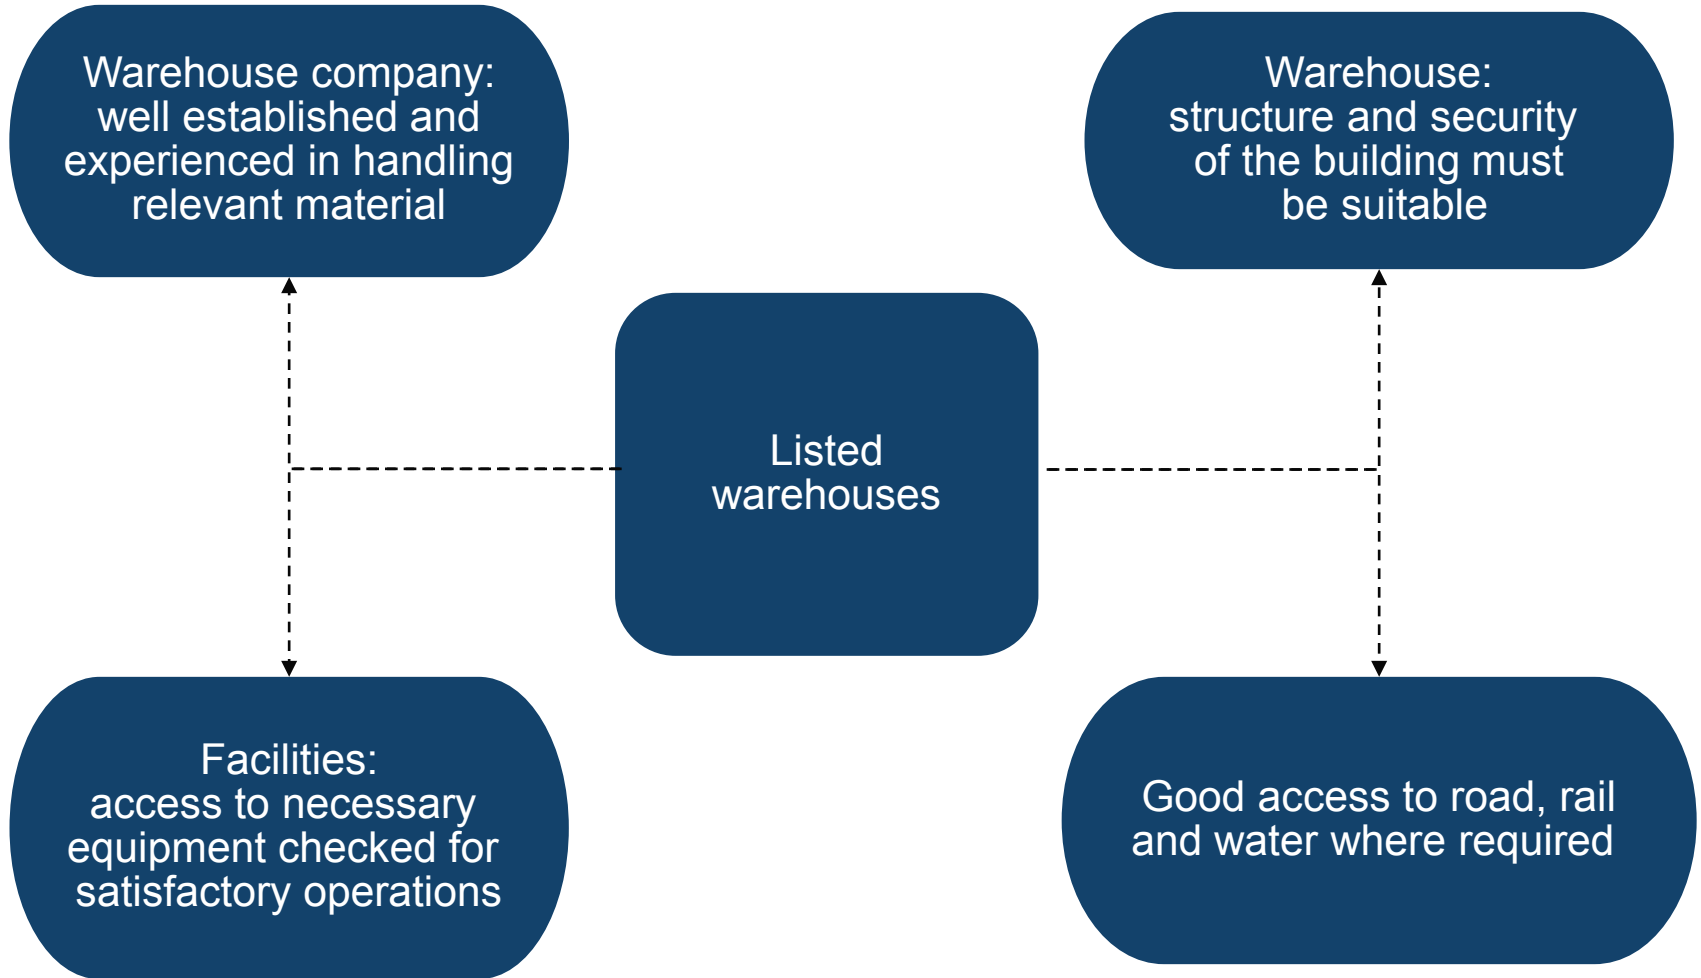 Warehouse company:
well established and
experienced in handling
relevant material
Warehouse:
structure and security
of the building must
be suitable
Listed
warehouses
Facilities:
access to necessary
equipment checked for
satisfactory operations
Good access to road, rail
and water where required